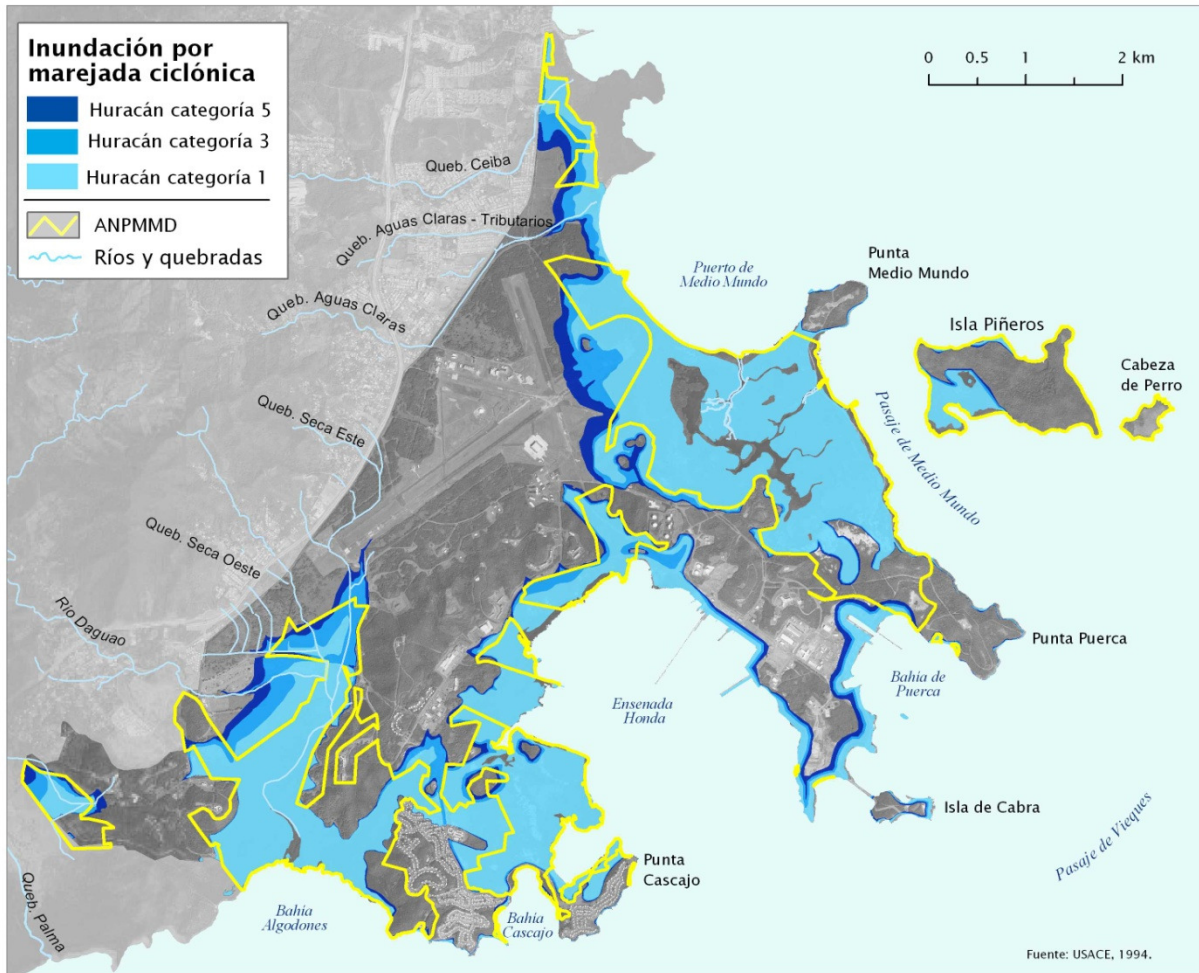 Inundación por
marejada ciclónica
Huracán categoría 5
Huracán categoría 3
Huracán categoría 1
ANPMMD
Ríos y quebradas
0 0.5 1 2 km
Queb. Ceiba
Queb. Aguas Claras - Tributarios
Queb. Aguas Claras
Queb. Seca Este
Queb. Seca Oeste
Río Daguao
Queb. Palma
Puerto de
Medio Mundo
Punta
Medio Mundo
Isla Piñeros
Cabeza
de Perro
Pasaje de Medio Mundo
Punta Puerca
Bahía de
Puerca
Ensenada
Honda
Isla de Cabra
Pasaje de Vieques
Punta
Cascajo
Bahía
Algodones
Bahía
Cascajo
Fuente: USACE, 1994.